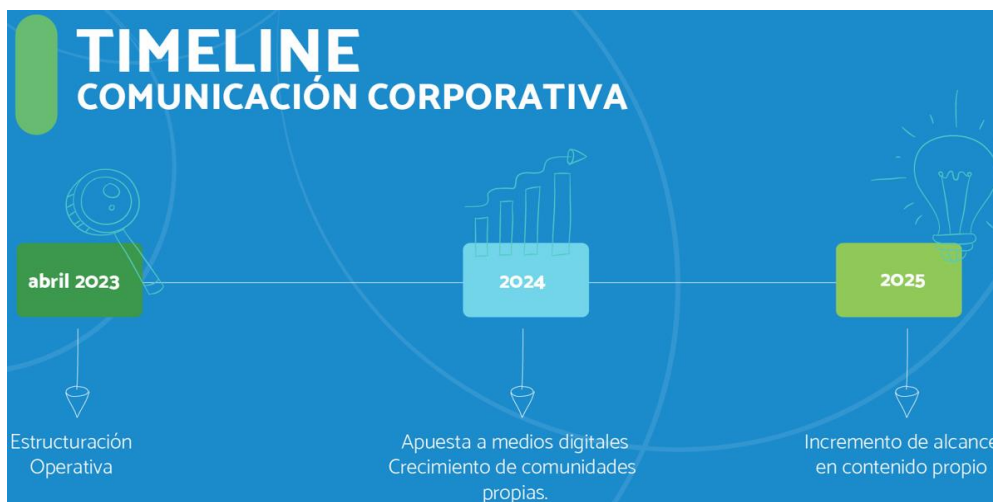 TIMELINE
COMUNICACIÓN CORPORATIVA
abril 2023
2024
2025
Estructuración
Operativa
Apuesta a medios digitales
Crecimiento de comunidades
propias.
Incremento de alcance
en contenido propio